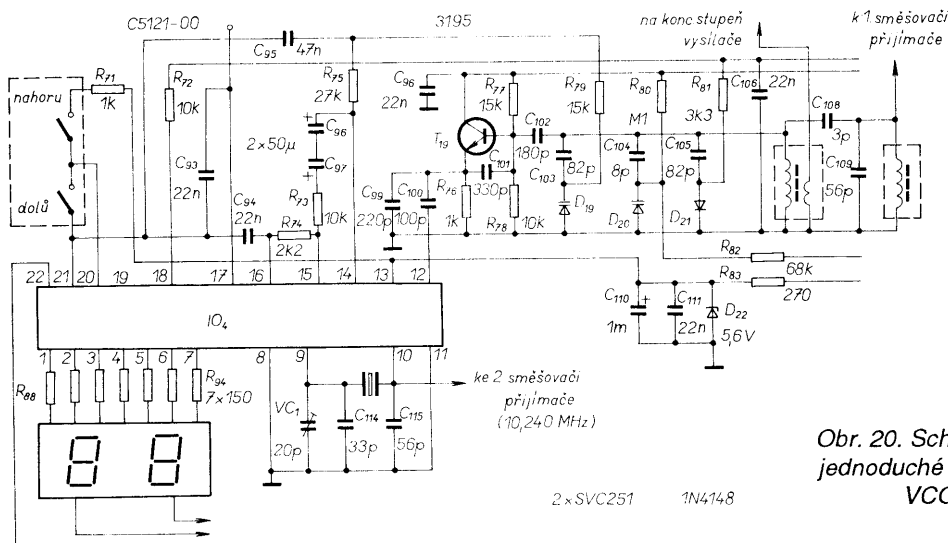 C5121-00
3195
na konc. stupeň
vysílače
k 1. směšovači
přijímače
C95
47n
R71
1k
R72
10k
R75
27k
C96
22n
R77
15k
C102
180p
R79
15k
R80
M1
R81
3k3
C106
22n
C108
3p
nahoru
dolů
C93
22n
C94
22n
2×50µ
C96
C97
R73
10k
R74
2k2
T19
C101
330p
C99
220p
C100
100p
R76
1k
R78
10k
C103
82p
C104
8p
C105
82p
D19
D20
D21
C109
56p
R82
68k
R83
270
22 21 20 19 18 17 16 15 14 13 12
IO4
1 2 3 4 5 6 7 8 9 10 11
C110
1m
C111
22n
D22
5,6V
R88
R94
7×150
VC1
20p
C114
33p
C115
56p
ke 2 směšovači
přijímače
(10,240 MHz)
8 8
2×SVC251
1N4148
Obr. 20. Sch
jednoduché
VCO